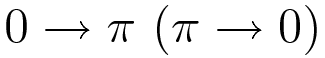 0 → π (π → 0)